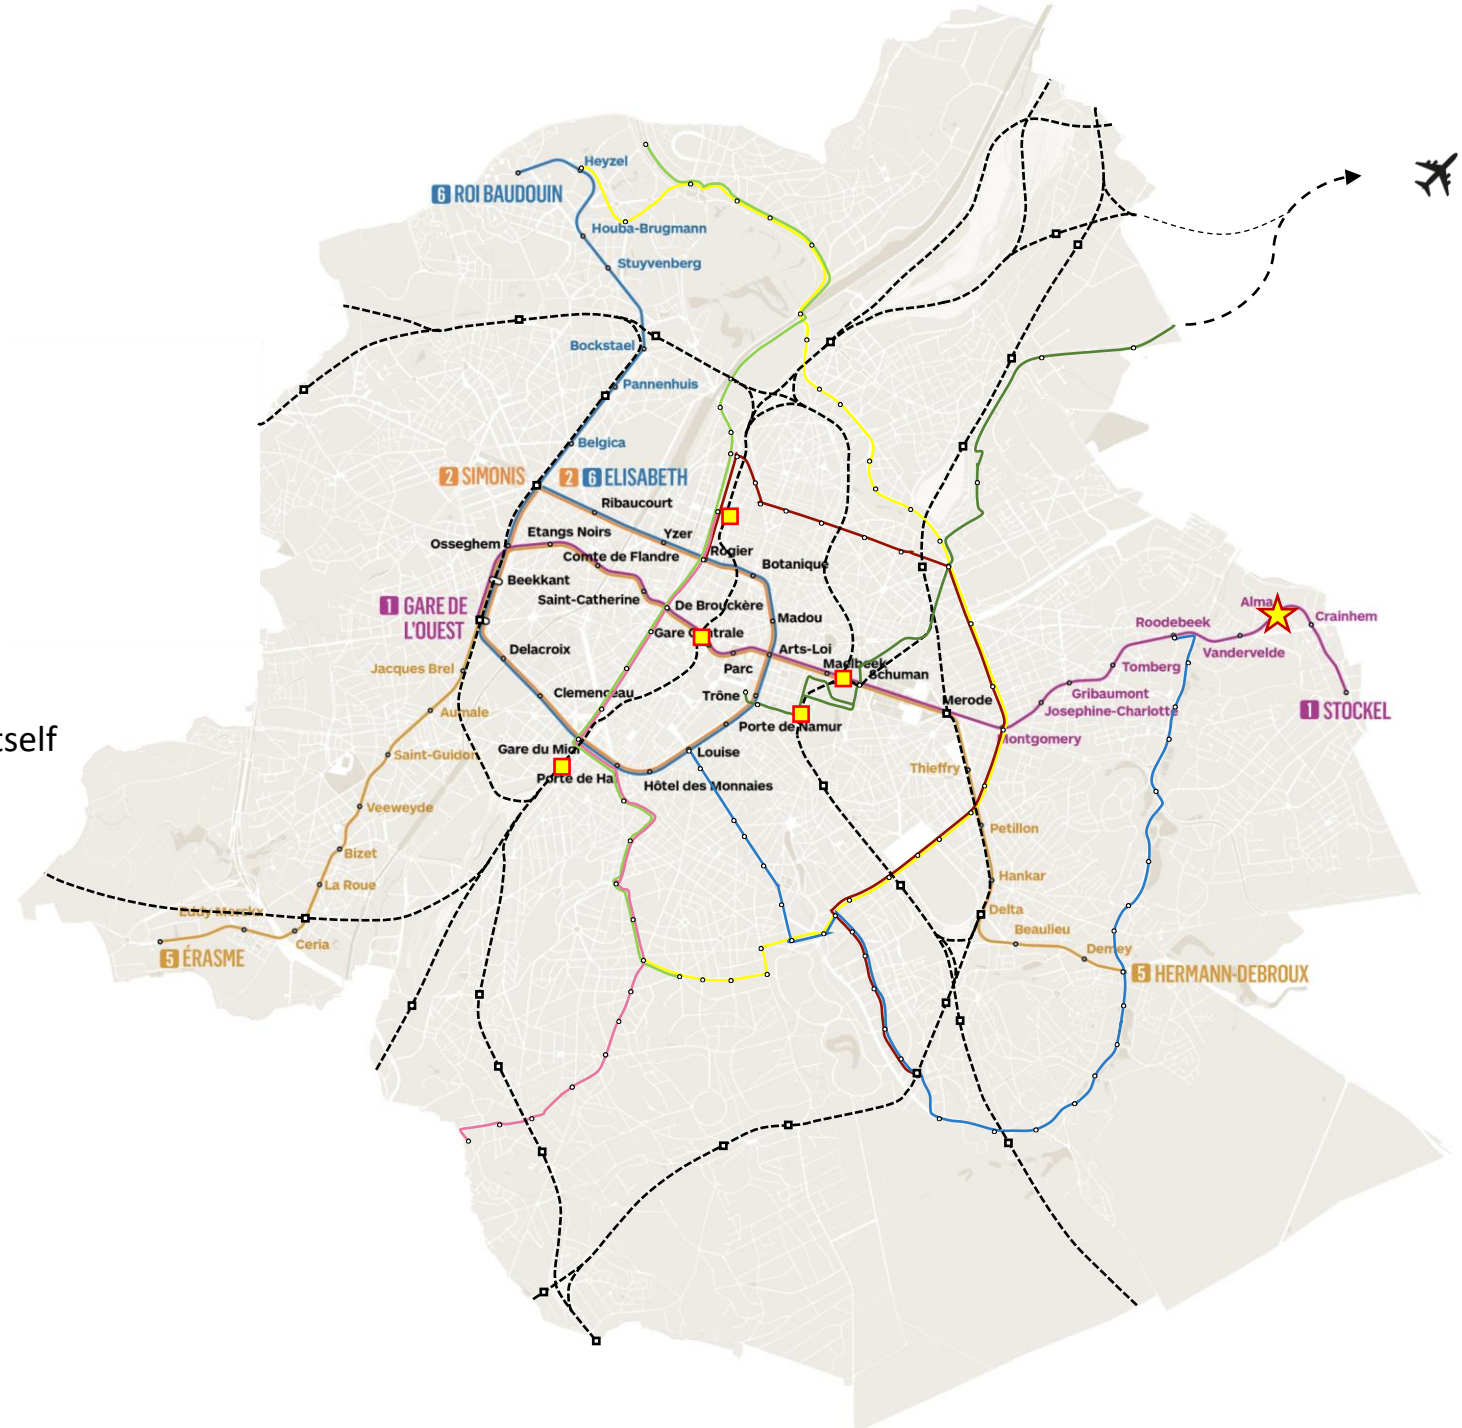 Heyzel
6 ROI BAUDOUIN
Houba-Brugmann
Stuyvenberg
Bockstael
Pannenhuis
Belgica
2 SIMONIS
2 6 ELISABETH
Ribaucourt
Etangs Noirs
Yzer
Osseghem
Comte de Flandre
Rogier
Botanique
Beekkant
Saint-Catherine
De Brouckère
Madou
1 GARE DE
L'OUEST
Gare Centrale
Delacroix
Arts-Loi
Parc
Maelbeek
Schuman
Jacques Brel
Clemenceau
Trône
Merode
Aumale
Porte de Namur
Montgomery
Alma
Crainhem
Roodebeek
Vandervelde
Tomberg
Gribaumont
Josephine-Charlotte
1 STOCKEL
tself
Saint-Guidon
Gare du Midi
Louise
Porte de Ha
Hôtel des Monnaies
Thieffry
Veeweyde
Petillon
Bizet
La Roue
Hankar
Eddy Merckx
Delta
Ceria
Beaulieu
Demey
5 ÉRASME
5 HERMANN-DEBROUX